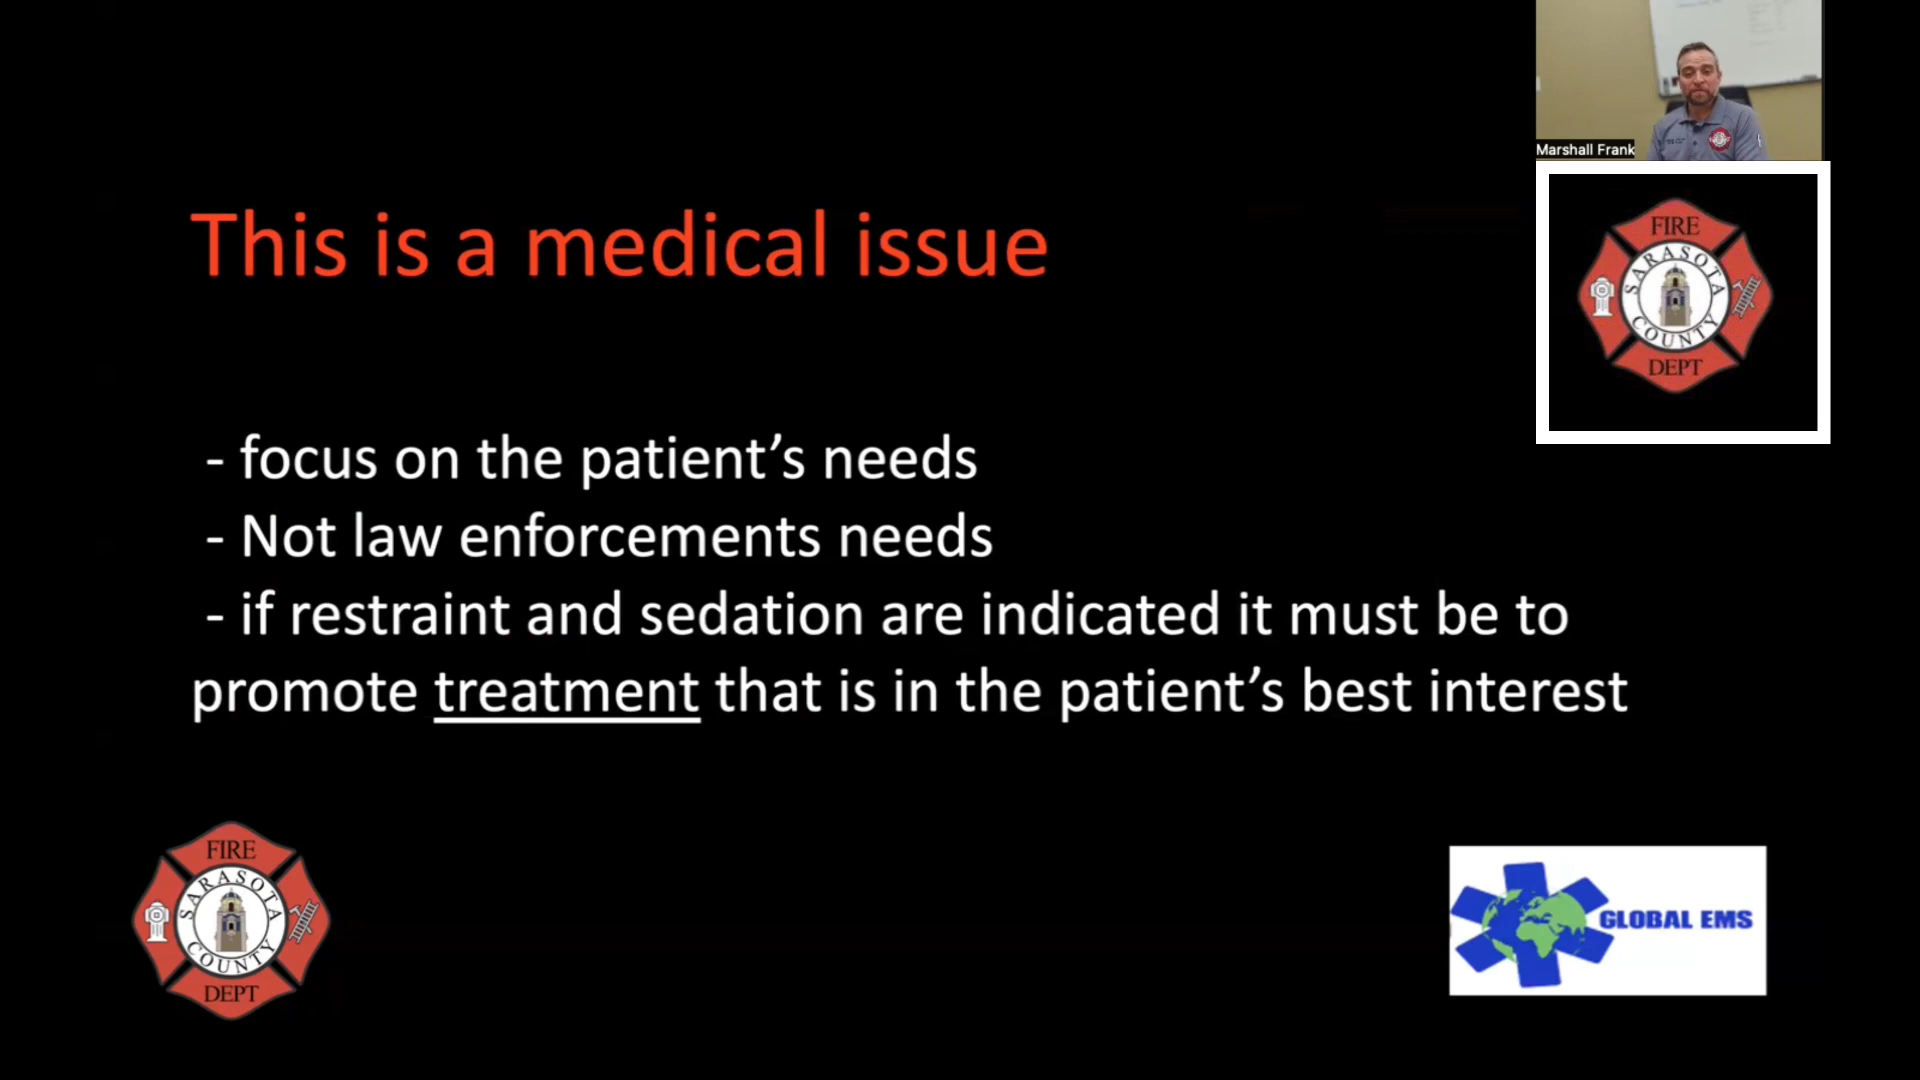 Marshall Frank
FIRE
SARASOTA
COUNTY
DEPT
This is a medical issue
- focus on the patient’s needs
- Not law enforcements needs
- if restraint and sedation are indicated it must be to
promote treatment that is in the patient’s best interest
FIRE
SARASOTA
COUNTY
DEPT
GLOBAL EMS